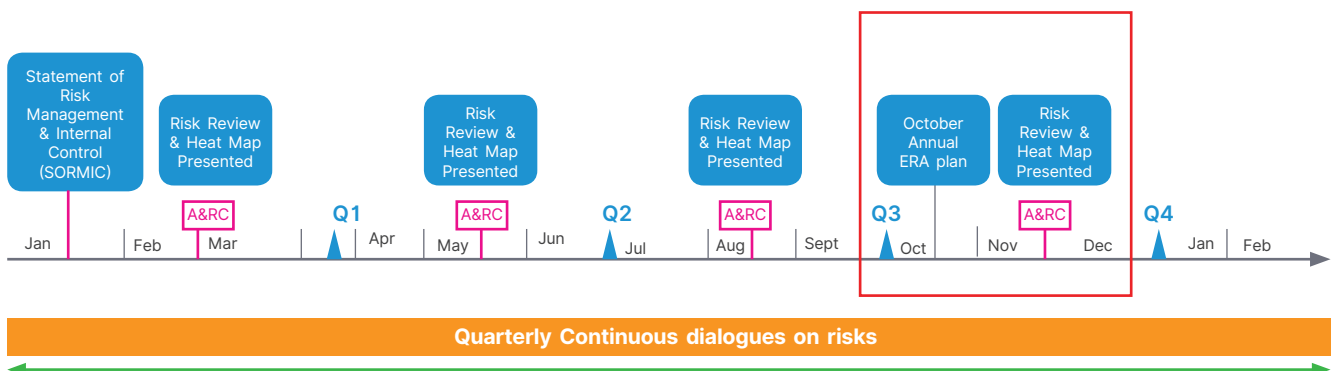 Statement of
Risk
Management
& Internal
Control
(SORMIC)
Risk Review
& Heat Map
Presented
Risk
Review &
Heat Map
Presented
Risk Review
& Heat Map
Presented
October
Annual
ERA plan
Risk
Review &
Heat Map
Presented
A&RC
Q1
A&RC
Q2
A&RC
Q3
A&RC
Q4
Jan
Feb
Mar
Apr
May
Jun
Jul
Aug
Sept
Oct
Nov
Dec
Jan
Feb
Quarterly Continuous dialogues on risks